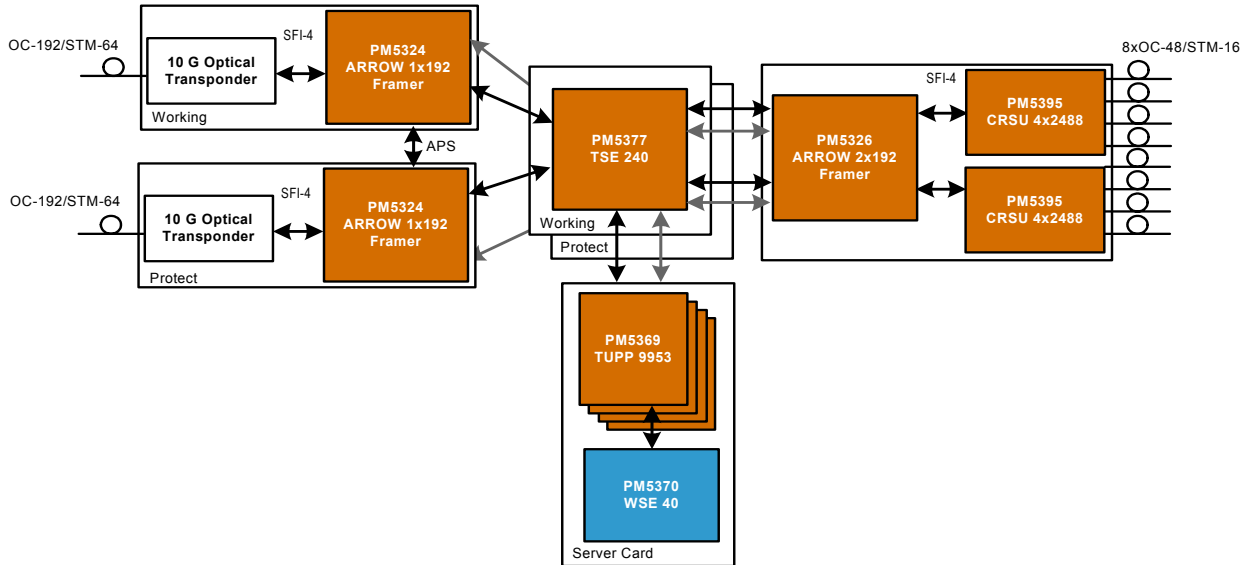 OC-192/STM-64
10 G Optical
Transponder
SFI-4
PM5324
ARROW 1x192
Framer
Working
APS
OC-192/STM-64
10 G Optical
Transponder
SFI-4
PM5324
ARROW 1x192
Framer
Protect
PM5377
TSE 240
Working
Protect
PM5326
ARROW 2x192
Framer
SFI-4
PM5395
CRSU 4x2488
PM5395
CRSU 4x2488
8xOC-48/STM-16
PM5369
TUPP 9953
PM5370
WSE 40
Server Card